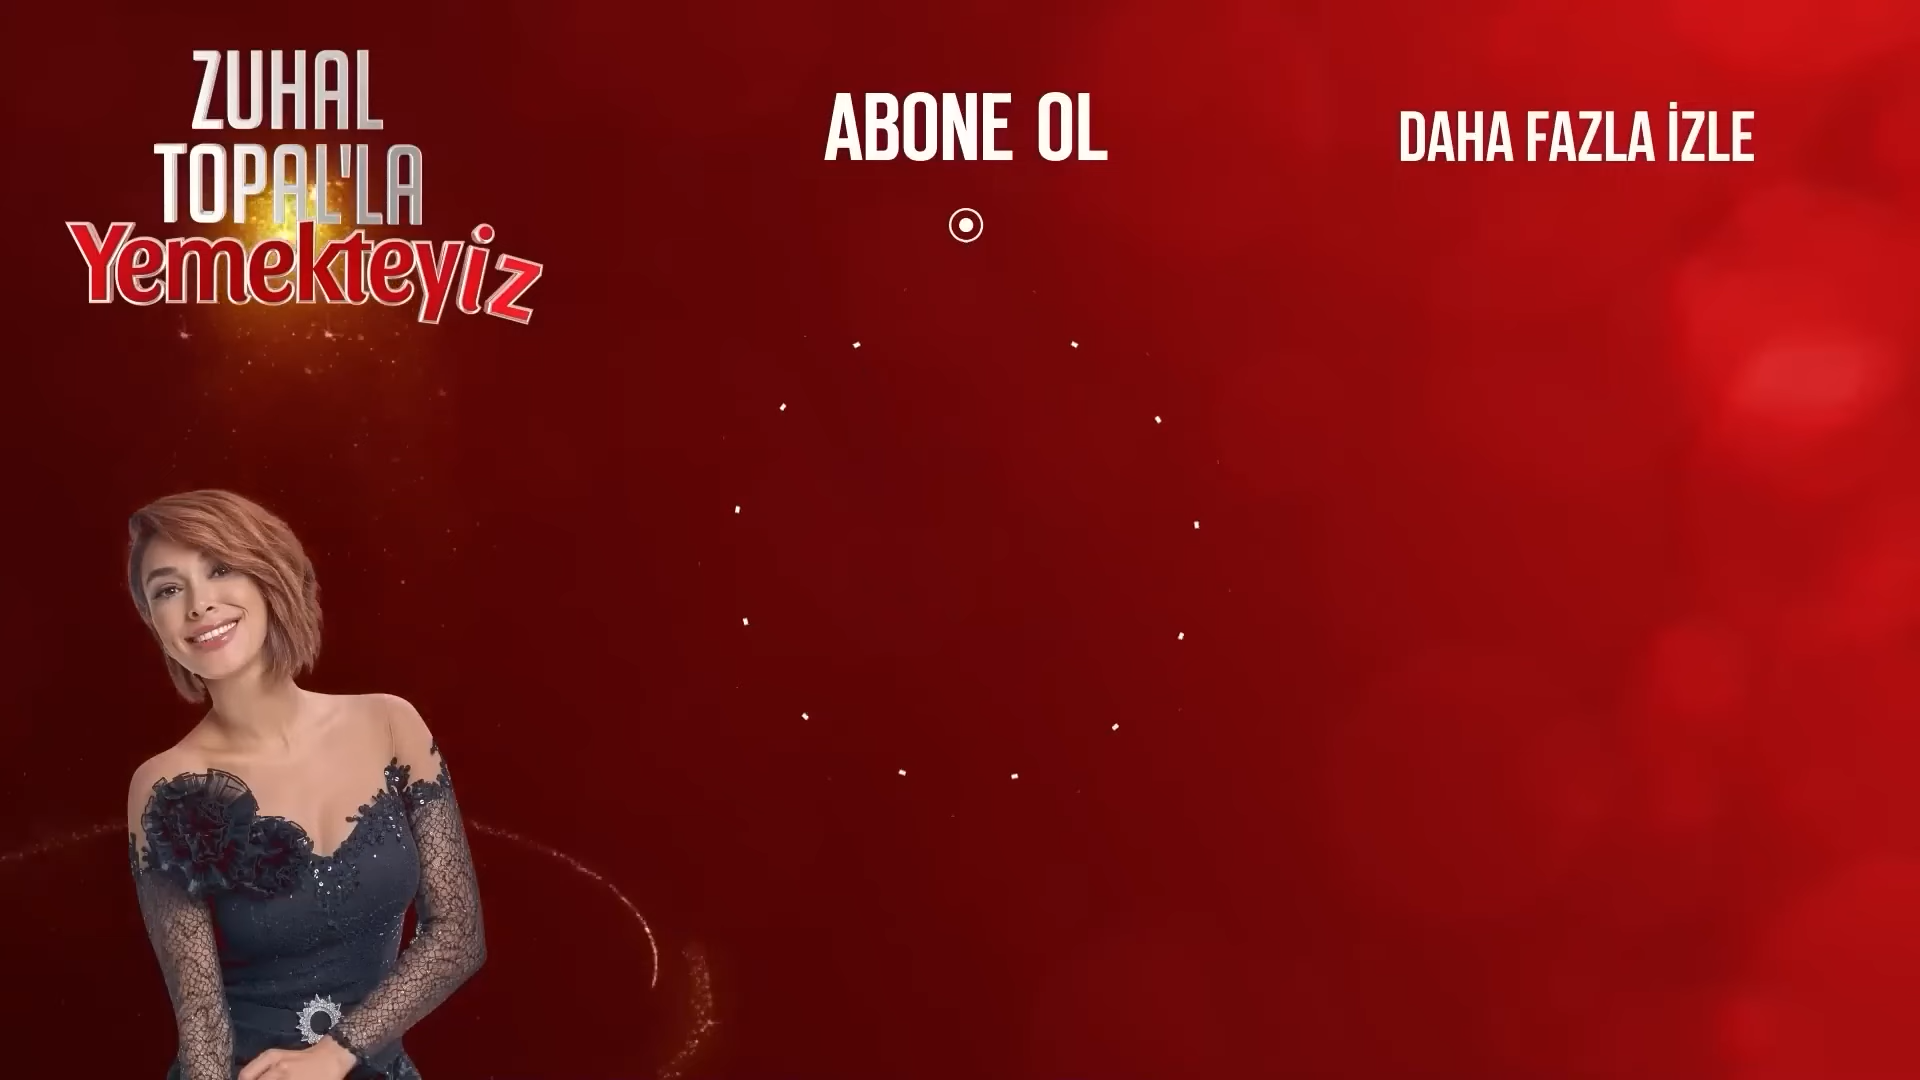 ZUHAL
TOPAL'LA
Yemekteyiz
ABONE OL
DAHA FAZLA İZLE